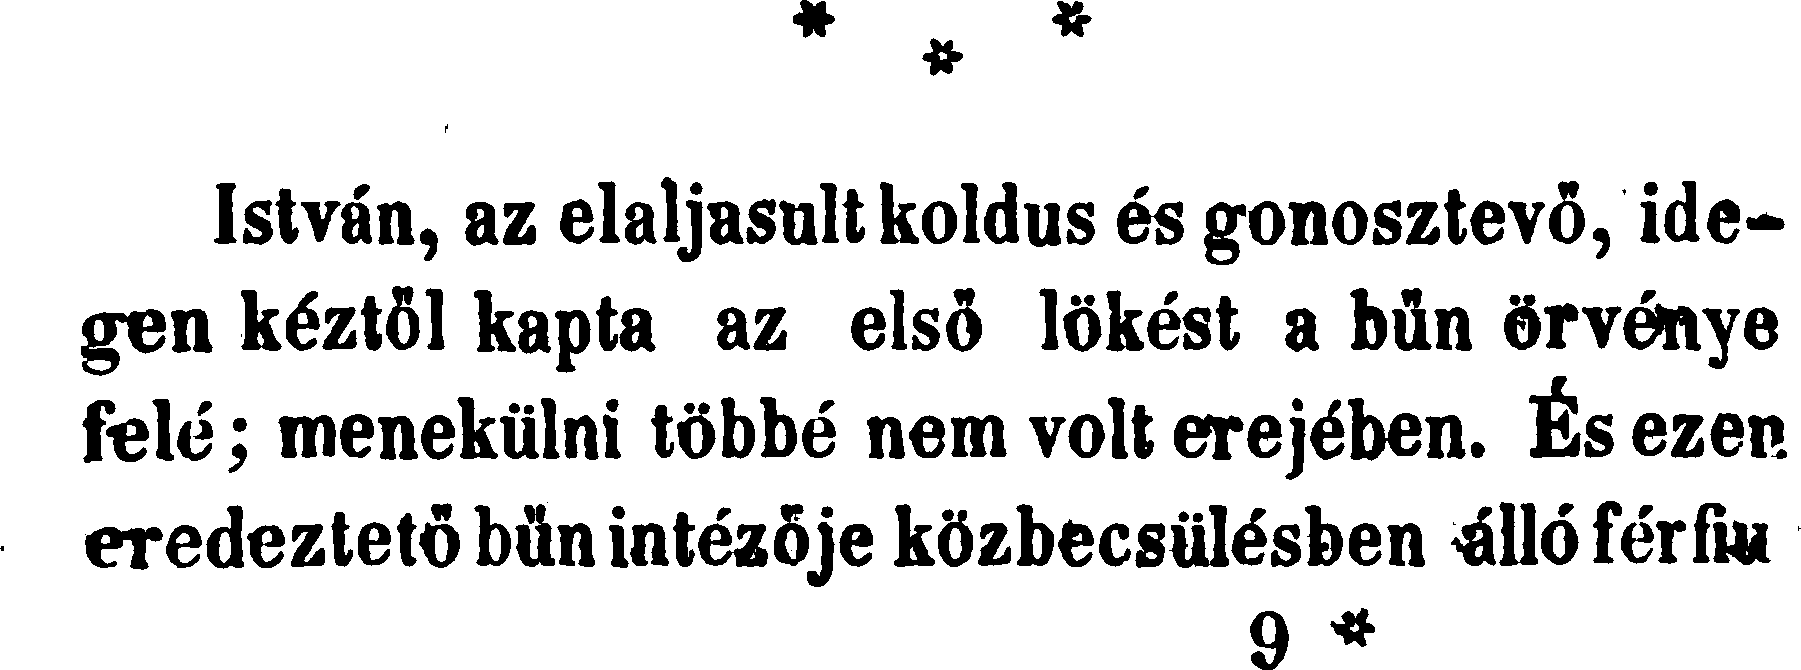 * * *
István, az elaljasult koldus és gonosztevő, ide-
gen kéztől kapta az első lökést a bűn örvénye
felé; menekülni többé nem volt erejében. És ezen
eredeztető bűn intézője közbecsülésben álló férfiu
9 *